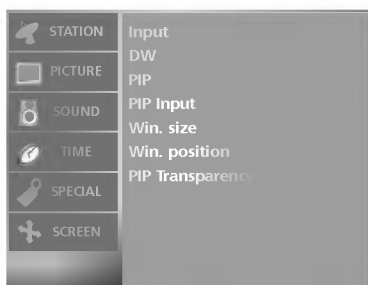 STATION
PICTURE
SOUND
TIME
SPECIAL
SCREEN
Input
DW
PIP
PIP Input
Win. size
Win. position
PIP Transparency